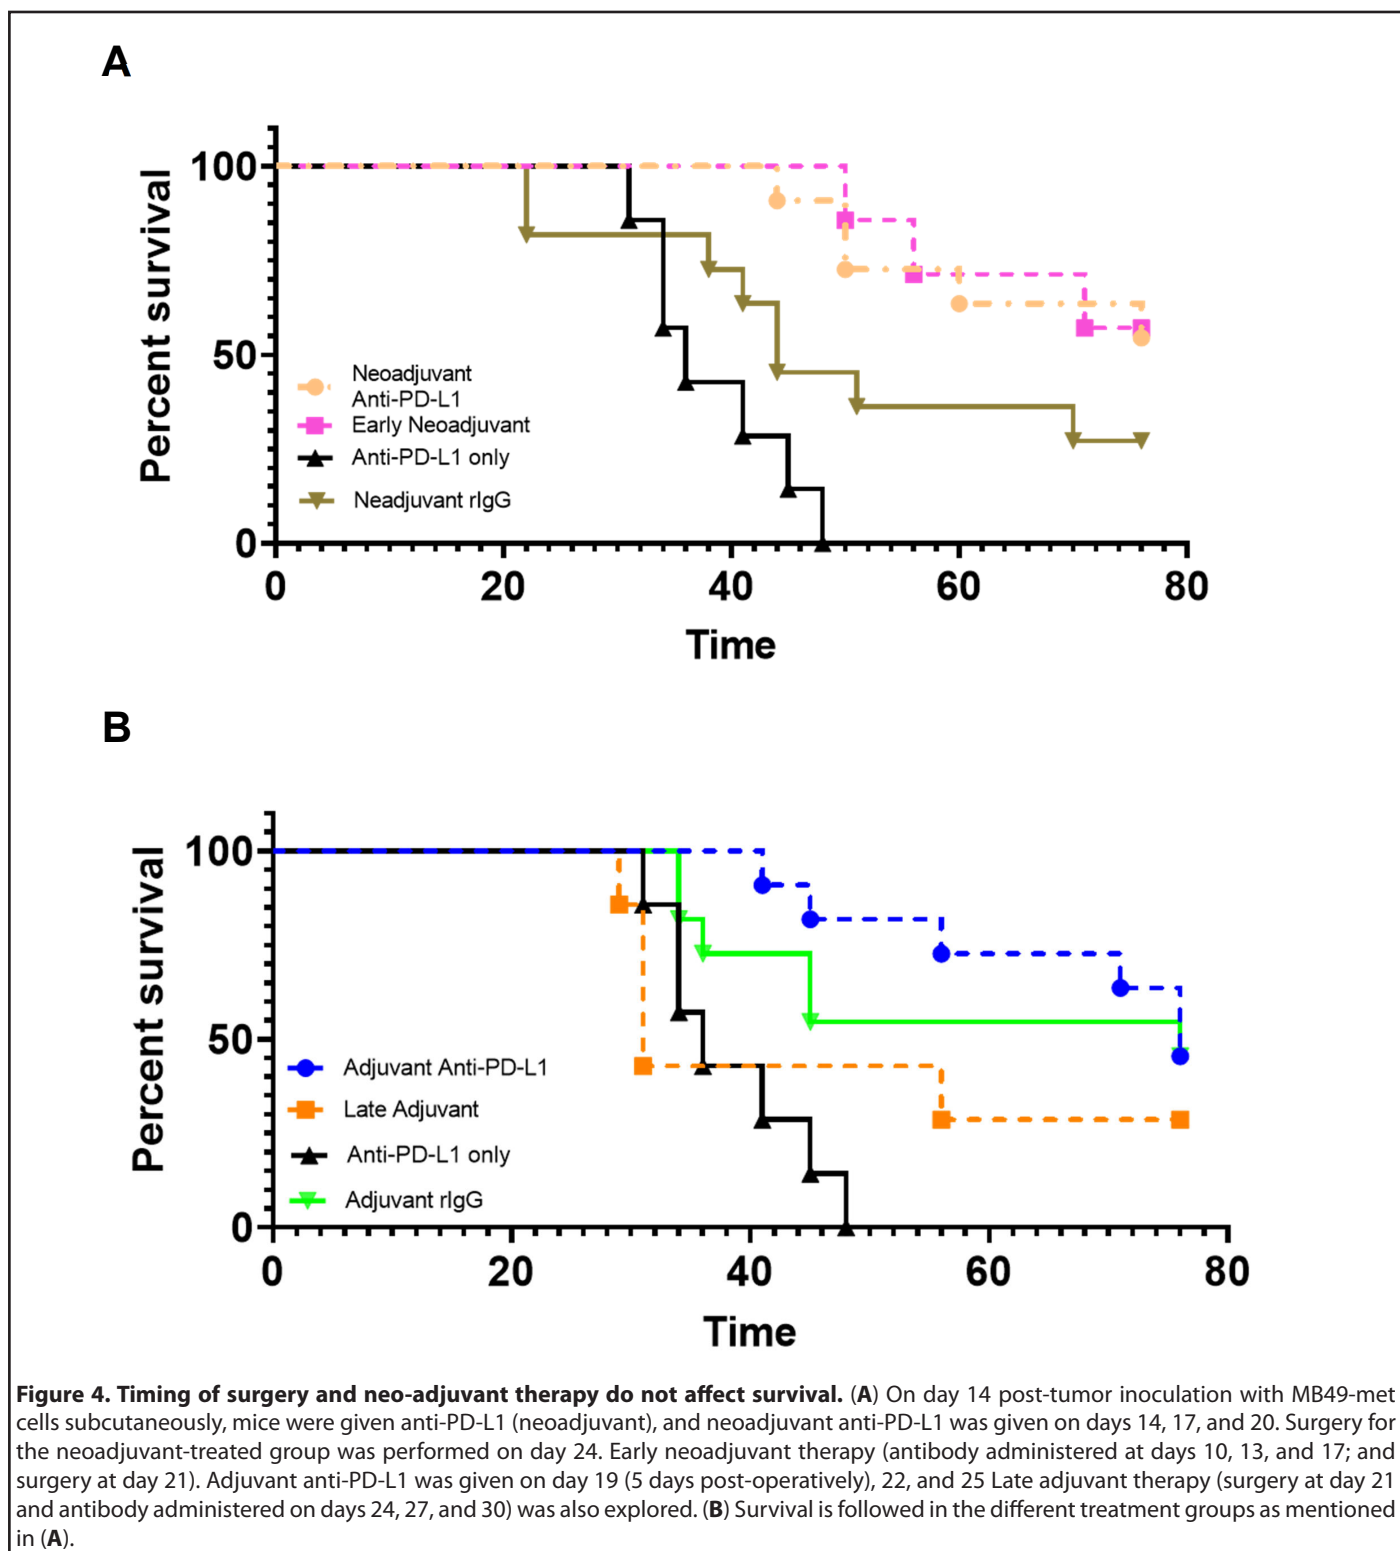 A
Percent survival
100
50
0
Neoadjuvant
Anti-PD-L1
Early Neoadjuvant
Anti-PD-L1 only
Neadjuvant rIgG
0 20 40 60 80
Time
B
Percent survival
100
50
0
Adjuvant Anti-PD-L1
Late Adjuvant
Anti-PD-L1 only
Adjuvant rIgG
0 20 40 60 80
Time
Figure 4. Timing of surgery and neo-adjuvant therapy do not affect survival. (A) On day 14 post-tumor inoculation with MB49-met
cells subcutaneously, mice were given anti-PD-L1 (neoadjuvant), and neoadjuvant anti-PD-L1 was given on days 14, 17, and 20. Surgery for
the neoadjuvant-treated group was performed on day 24. Early neoadjuvant therapy (antibody administered at days 10, 13, and 17; and
surgery at day 21). Adjuvant anti-PD-L1 was given on day 19 (5 days post-operatively), 22, and 25 Late adjuvant therapy (surgery at day 21
and antibody administered on days 24, 27, and 30) was also explored. (B) Survival is followed in the different treatment groups as mentioned
in (A).